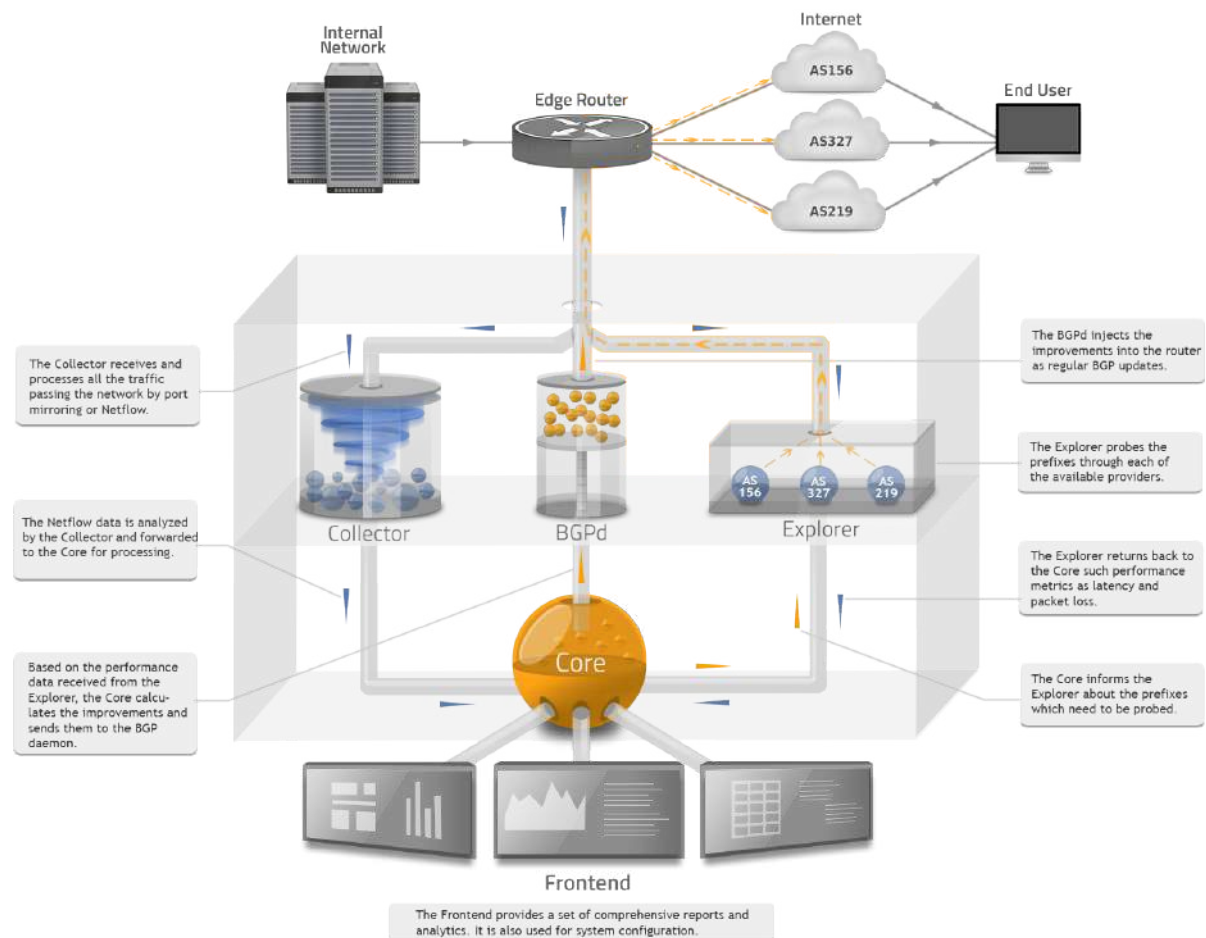 Internal
Network
Internet
AS156
End User
Edge Router
AS327
AS219
The Collector receives and
processes all the traffic
passing the network by port
mirroring or Netflow.
The BGPd injects the
improvements into the router
as regular BGP updates.
The Explorer probes the
prefixes through each of
the available providers.
AS
156
AS
327
AS
219
Collector
BGPd
Explorer
The Netflow data is analyzed
by the Collector and forwarded
to the Core for processing.
The Explorer returns back to
the Core such performance
metrics as latency and
packet loss.
Core
Based on the performance
data received from the
Explorer, the Core calcu-
lates the improvements and
sends them to the BGP
daemon.
The Core informs the
Explorer about the prefixes
which need to be probed.
Frontend
The Frontend provides a set of comprehensive reports and
analytics. It is also used for system configuration.